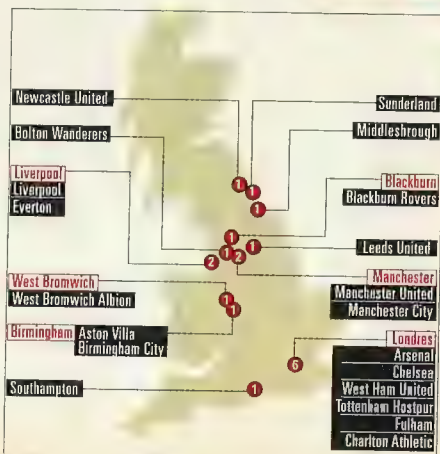 Newcastle United
Sunderland
Bolton Wanderers
Middlesbrough
Liverpool
Liverpool
Everton
Blackburn
Blackburn Rovers
Leeds United
West Bromwich
West Bromwich Albion
Manchester
Manchester United
Manchester City
Birmingham
Aston Villa
Birmingham City
Londres
Arsenal
Chelsea
West Ham United
Tottenham Hostpur
Fulham
Charlton Athletic
Southampton
1
1
1
1
1
1
2
2
1
1
6
1